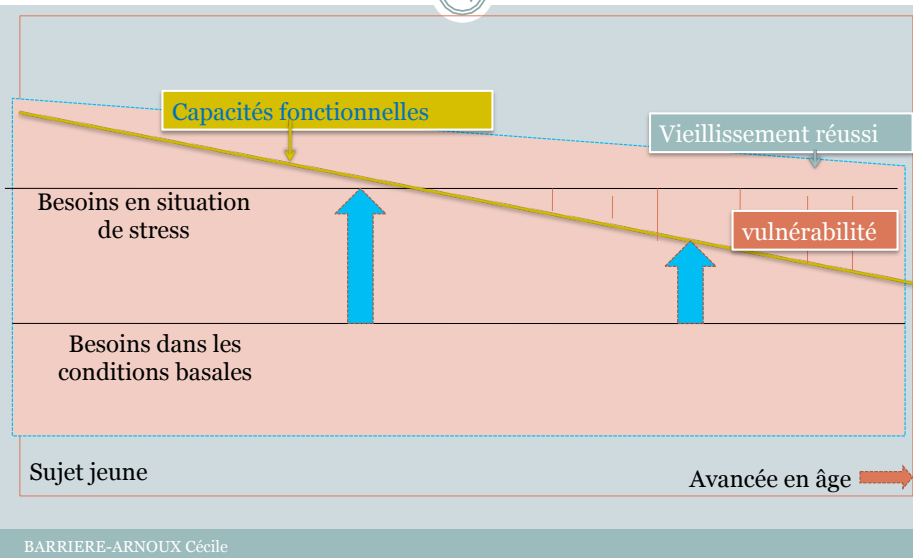 Capacités fonctionnelles
Vieillissement réussi
Besoins en situation
de stress
vulnérabilité
Besoins dans les
conditions basales
Sujet jeune
Avancée en âge
BARRIERE-ARNOUX Cécile